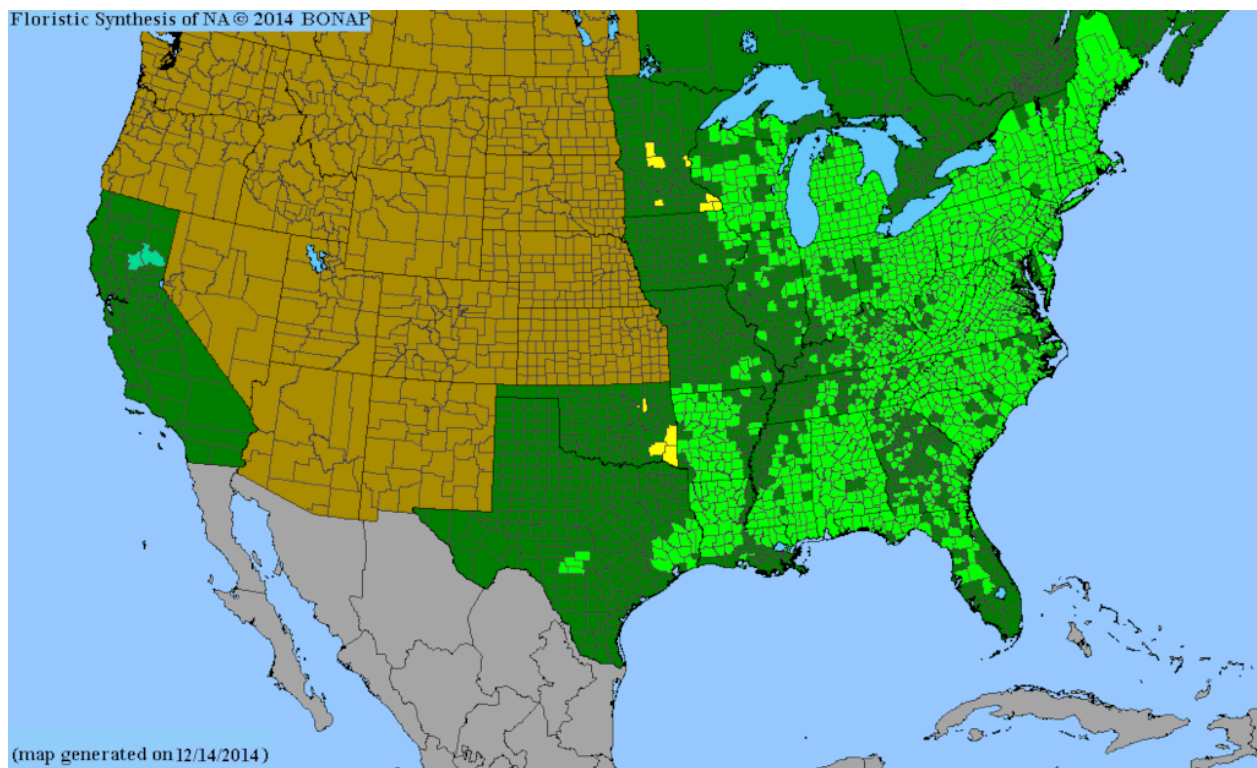 Floristic Synthesis of NA © 2014 BONAP
(map generated on 12/14/2014)